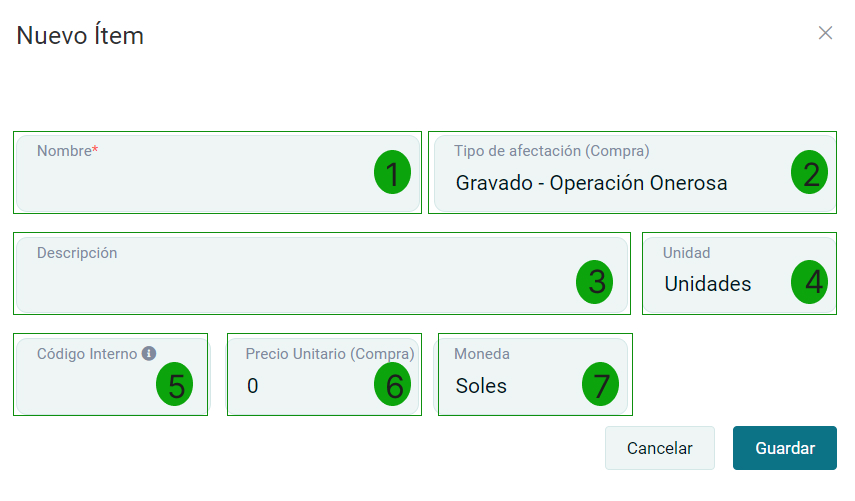 Nuevo Ítem
Nombre* 1
Tipo de afectación (Compra)
Gravado - Operación Onerosa 2
Descripción 3
Unidad
Unidades 4
Código Interno 5
Precio Unitario (Compra)
0 6
Moneda
Soles 7
Cancelar
Guardar